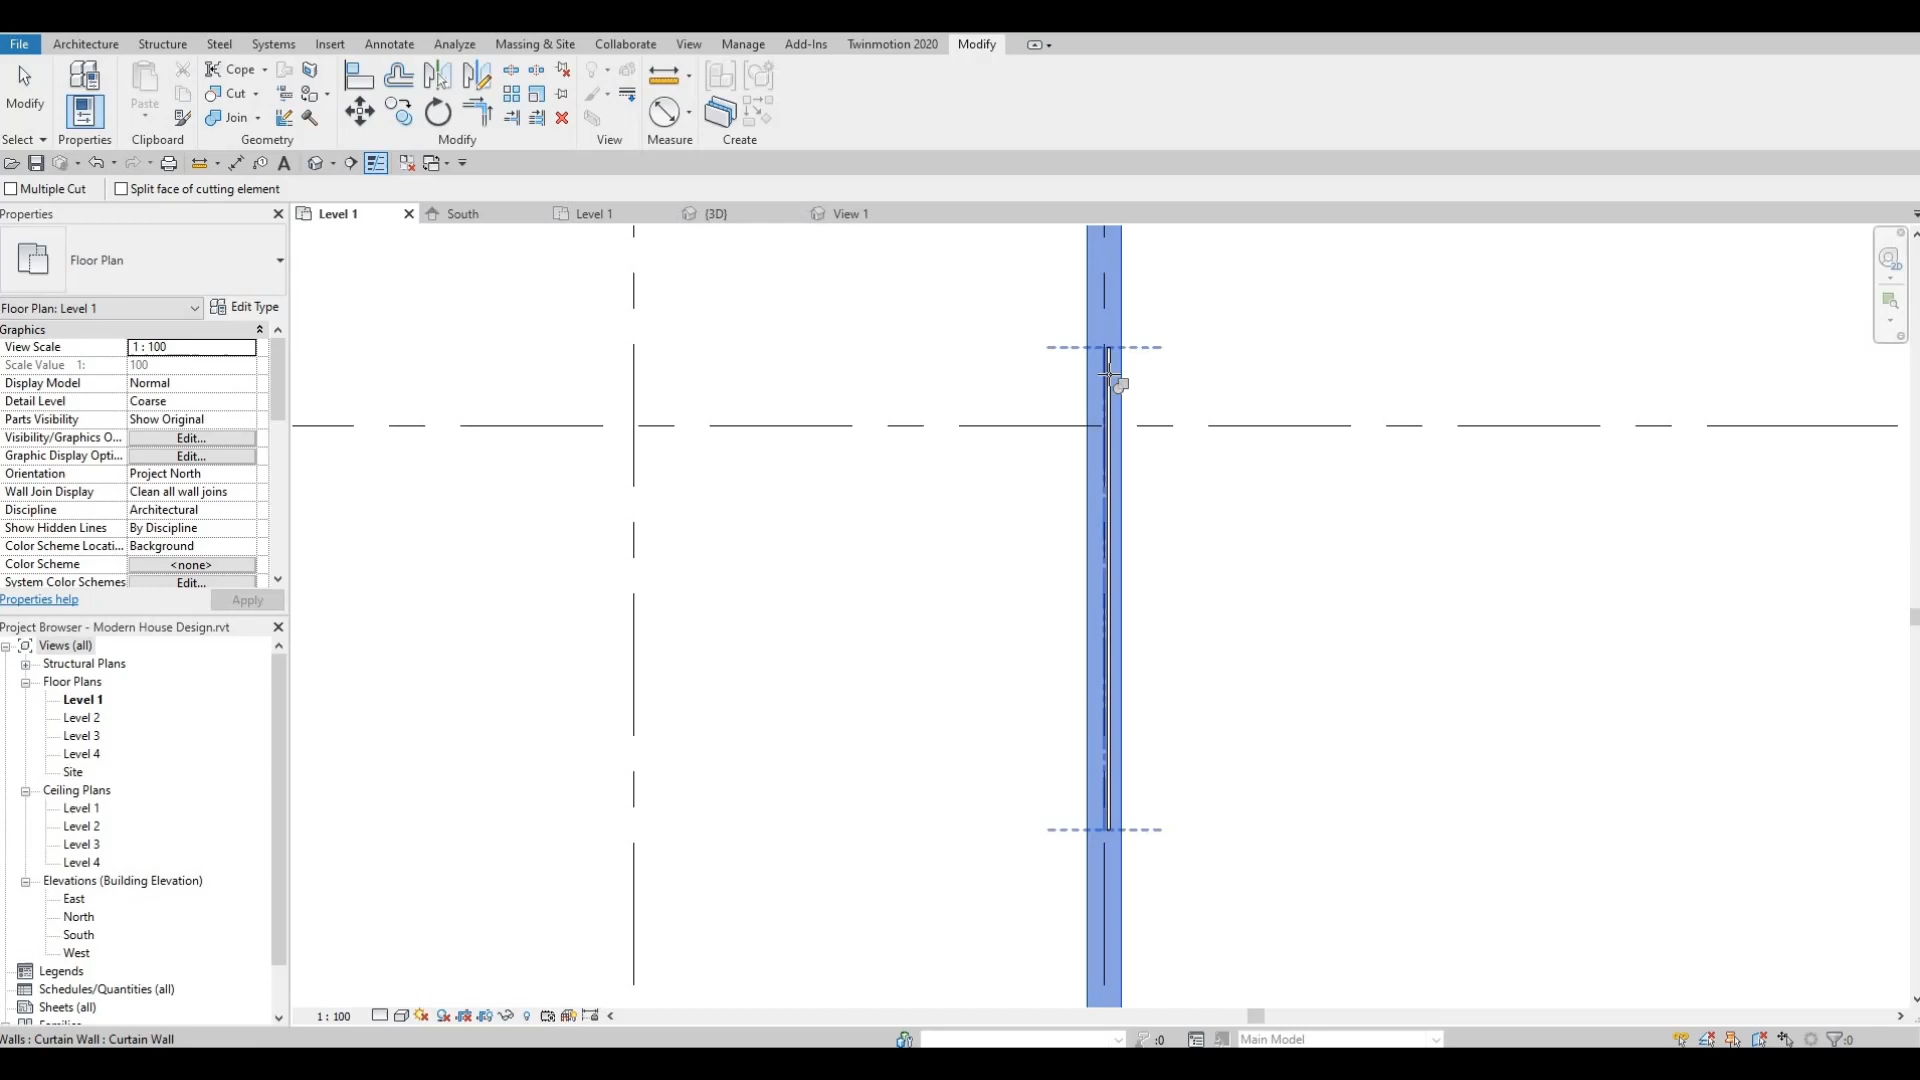 File Architecture Structure Steel Systems Insert Annotate Analyze Massing & Site Collaborate View Manage Add-Ins Twinmotion 2020 Modify
Cope
Cut
Join
Modify
Paste
Select Properties Clipboard Geometry Modify View Measure Create
A
Multiple Cut Split face of cutting element
Properties
Level 1 South Level 1 {3D} View 1
Floor Plan
Floor Plan: Level 1 Edit Type
Graphics
View Scale 1 : 100
Scale Value 1: 100
Display Model Normal
Detail Level Coarse
Parts Visibility Show Original
Visibility/Graphics O... Edit...
Graphic Display Opti... Edit...
Orientation Project North
Wall Join Display Clean all wall joins
Discipline Architectural
Show Hidden Lines By Discipline
Color Scheme Locati... Background
Color Scheme <none>
System Color Schemes Edit...
Properties help Apply
Project Browser - Modern House Design.rvt
Views (all)
Structural Plans
Floor Plans
Level 1
Level 2
Level 3
Level 4
Site
Ceiling Plans
Level 1
Level 2
Level 3
Level 4
Elevations (Building Elevation)
East
North
South
West
Legends
Schedules/Quantities (all)
Sheets (all)
2D
1 : 100
Walls : Curtain Wall : Curtain Wall
:0 Main Model :0